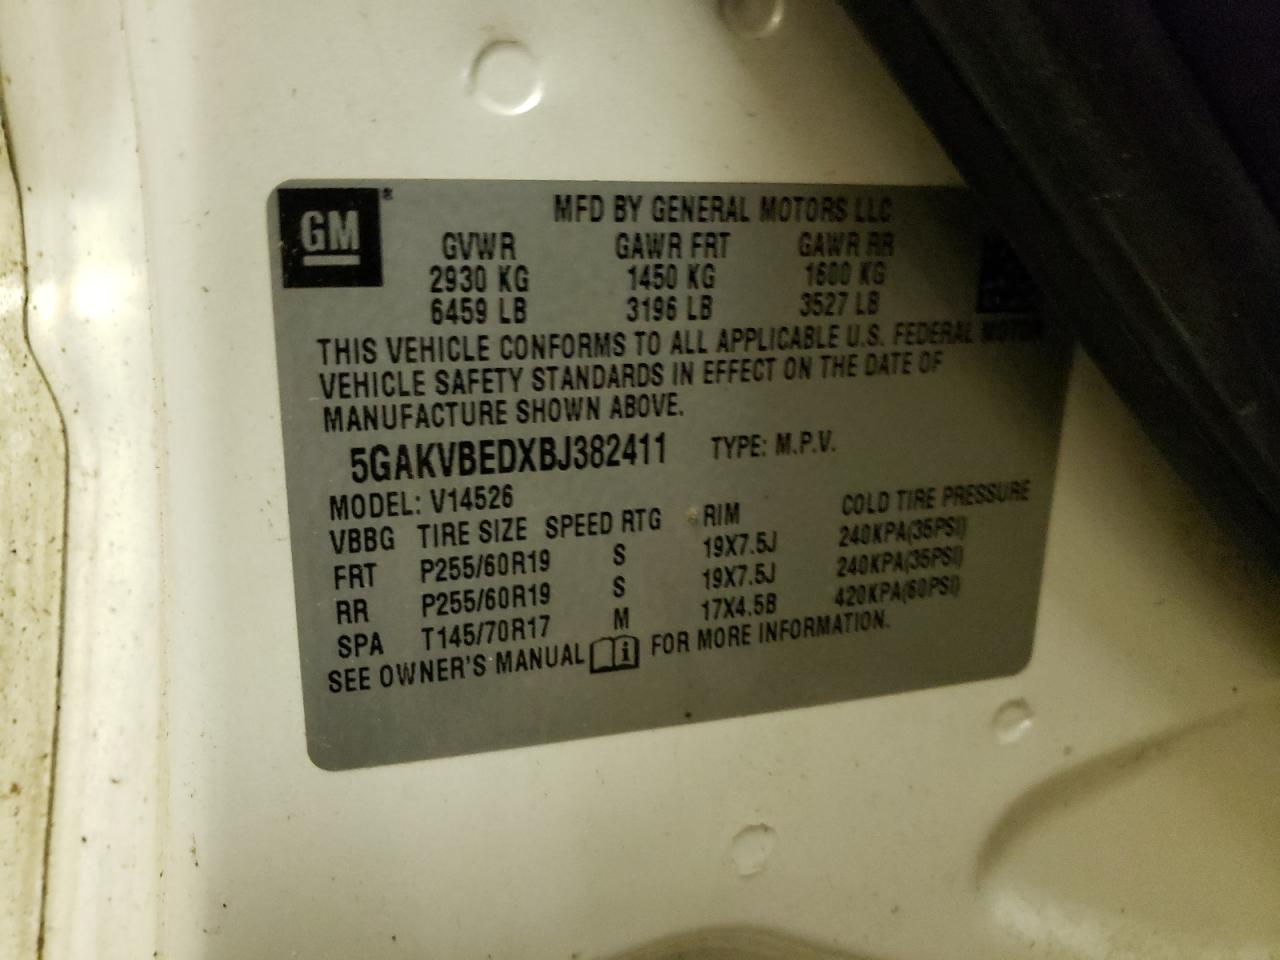 GM®
MFD BY GENERAL MOTORS LLC
GVWR GAWR FRT GAWR RR
2930 KG 1450 KG 1600 KG
6459 LB 3196 LB 3527 LB
THIS VEHICLE CONFORMS TO ALL APPLICABLE U.S. FEDERAL MOTOR
VEHICLE SAFETY STANDARDS IN EFFECT ON THE DATE OF
MANUFACTURE SHOWN ABOVE.
5GAKVBEDXBJ382411 TYPE: M.P.V.
MODEL: V14526
VBBG TIRE SIZE SPEED RTG RIM COLD TIRE PRESSURE
FRT P255/60R19 S 19X7.5J 240KPA(35PSI)
RR P255/60R19 S 19X7.5J 240KPA(35PSI)
SPA T145/70R17 M 17X4.5B 420KPA(60PSI)
SEE OWNER'S MANUAL FOR MORE INFORMATION.